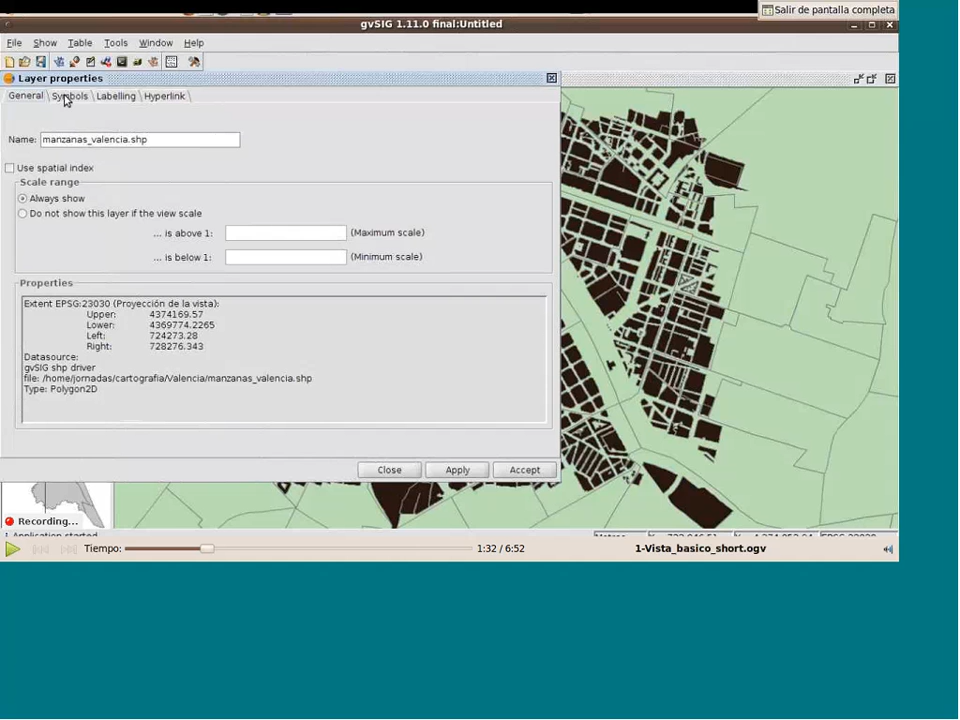 Salir de pantalla completa
gvSIG 1.11.0 final:Untitled
File Show Table Tools Window Help
Layer properties
General Symbols Labelling Hyperlink
Name: manzanas_valencia.shp
Use spatial index
Scale range
Always show
Do not show this layer if the view scale
... is above 1: (Maximum scale)
... is below 1: (Minimum scale)
Properties
Extent EPSG:23030 (Proyección de la vista):
Upper: 4374169.57
Lower: 4369774.2265
Left: 724273.28
Right: 728276.343
Datasource:
gvSIG shp driver
file: /home/jornadas/cartografia/Valencia/manzanas_valencia.shp
Type: Polygon2D
Close Apply Accept
Recording...
Application started
Tiempo: 1:32 / 6:52 1-Vista_basico_short.ogv